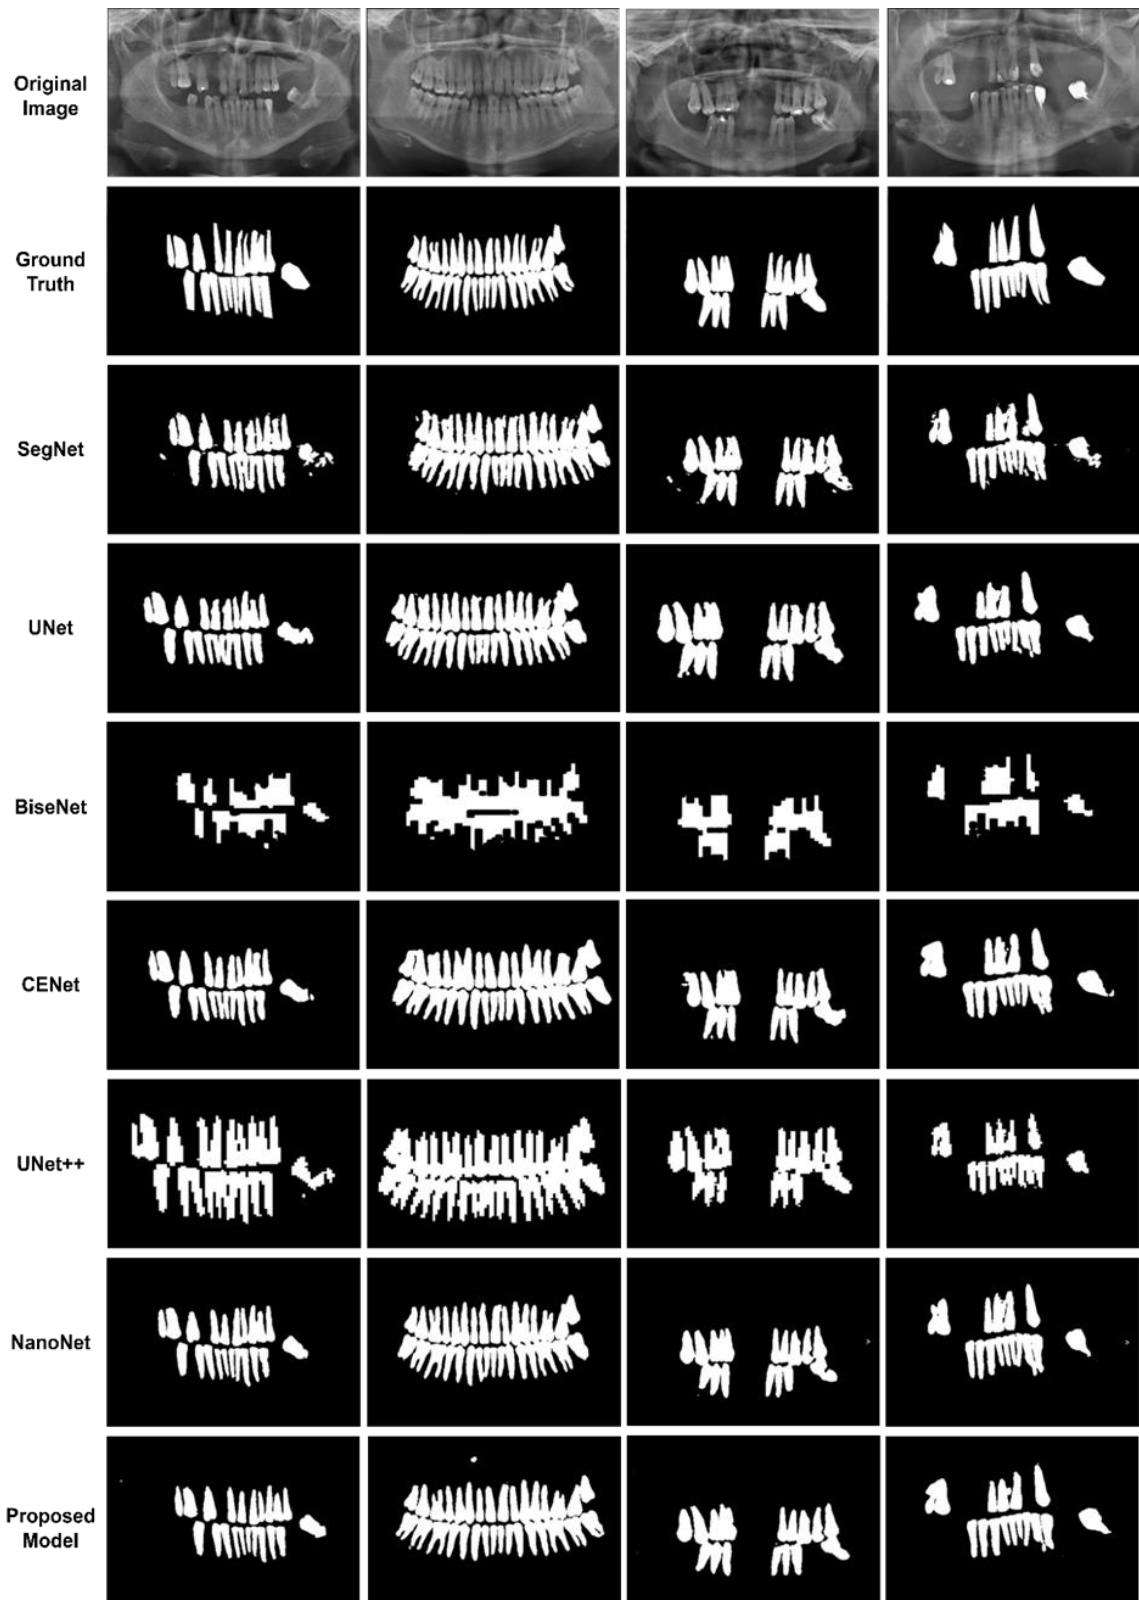 Original
Image
Ground
Truth
SegNet
UNet
BiseNet
CENet
UNet++
NanoNet
Proposed
Model